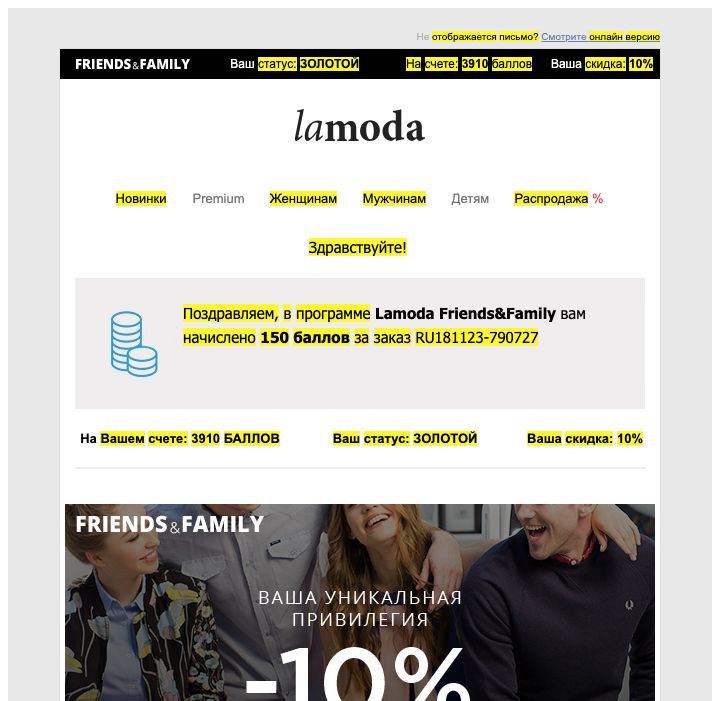 Не отображается письмо? Смотрите онлайн версию
FRIENDS&FAMILY Ваш статус: ЗОЛОТОЙ На счете: 3910 баллов Ваша скидка: 10%
lamoda
Новинки Premium Женщинам Мужчинам Детям Распродажа %
Здравствуйте!
Поздравляем, в программе Lamoda Friends&Family вам
начислено 150 баллов за заказ RU181123-790727
На Вашем счете: 3910 БАЛЛОВ Ваш статус: ЗОЛОТОЙ Ваша скидка: 10%
FRIENDS&FAMILY
ВАША УНИКАЛЬНАЯ
ПРИВИЛЕГИЯ
-10%